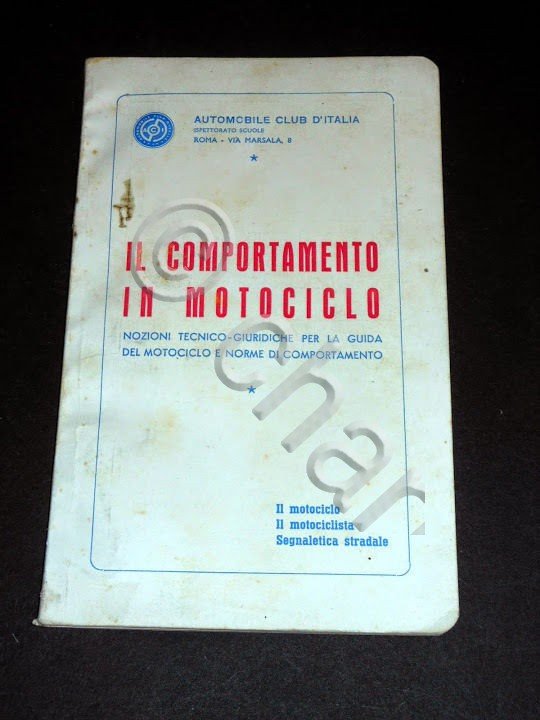 AUTOMOBILE CLUB D'ITALIA
ISPETTORATO SCUOLE
ROMA - VIA MARSALA, 8
IL COMPORTAMENTO
IN MOTOCICLO
NOZIONI TECNICO-GIURIDICHE PER LA GUIDA
DEL MOTOCICLO E NORME DI COMPORTAMENTO
Il motociclo
Il motociclista
Segnaletica stradale
© char